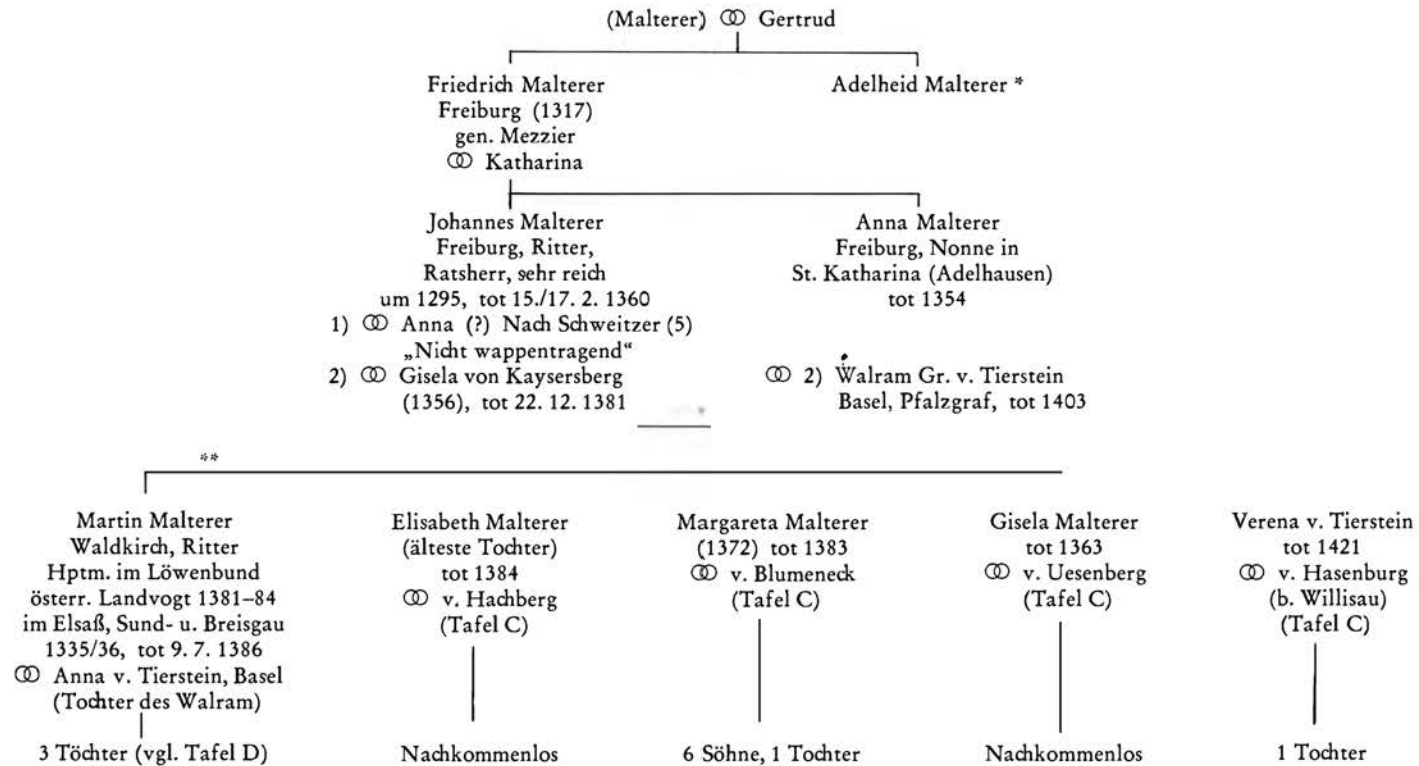 (Malterer) ⚭ Gertrud
Friedrich Malterer
Freiburg (1317)
gen. Mezzier
⚭ Katharina
Adelheid Malterer *
Johannes Malterer
Freiburg, Ritter,
Ratsherr, sehr reich
um 1295, tot 15./17. 2. 1360
1) ⚭ Anna (?) Nach Schweitzer (5)
„Nicht wappentragend“
2) ⚭ Gisela von Kaysersberg
(1356), tot 22. 12. 1381
Anna Malterer
Freiburg, Nonne in
St. Katharina (Adelhausen)
tot 1354
⚭ 2) Walram Gr. v. Tierstein
Basel, Pfalzgraf, tot 1403
**
Martin Malterer
Waldkirch, Ritter
Hptm. im Löwenbund
österr. Landvogt 1381–84
im Elsaß, Sund- u. Breisgau
1335/36, tot 9. 7. 1386
⚭ Anna v. Tierstein, Basel
(Tochter des Walram)
3 Töchter (vgl. Tafel D)
Elisabeth Malterer
(älteste Tochter)
tot 1384
⚭ v. Hachberg
(Tafel C)
Nachkommenlos
Margareta Malterer
(1372) tot 1383
⚭ v. Blumeneck
(Tafel C)
6 Söhne, 1 Tochter
Gisela Malterer
tot 1363
⚭ v. Uesenberg
(Tafel C)
Nachkommenlos
Verena v. Tierstein
tot 1421
⚭ v. Hasenburg
(b. Willisau)
(Tafel C)
1 Tochter